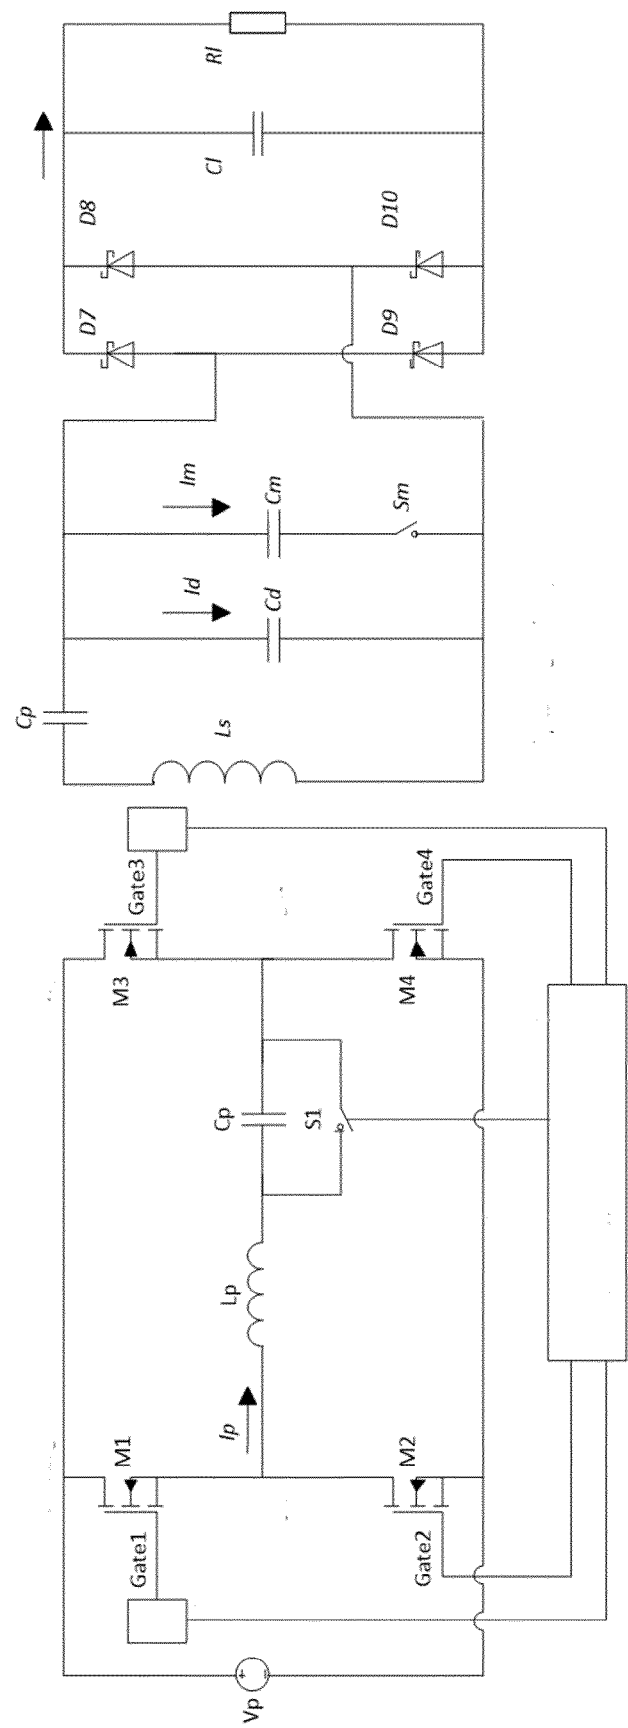 Vp
Gate1
M1
Gate2
M2
Ip
Lp
Cp
S1
M3
Gate3
M4
Gate4
Cp
Ls
Id
Cd
Im
Cm
Sm
D7
D8
D9
D10
Cl
Rl